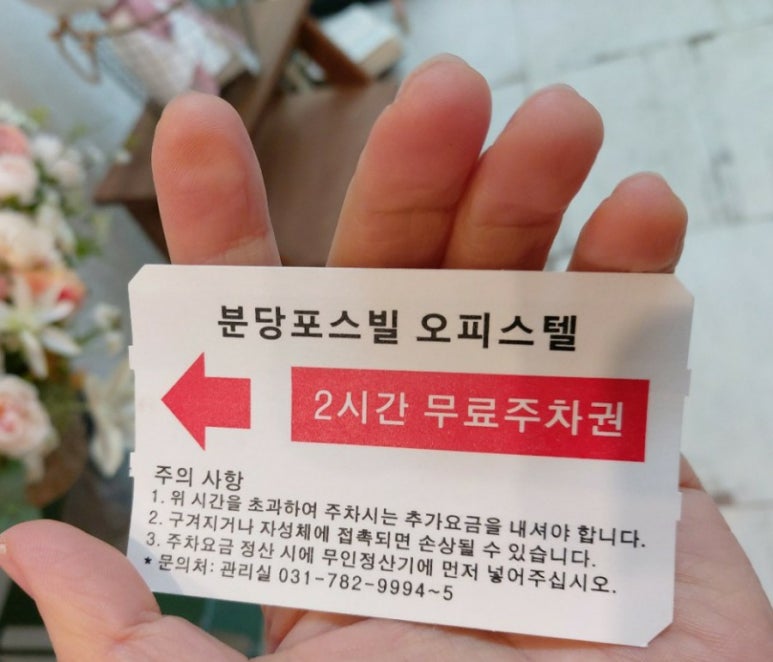 분당포스빌 오피스텔
2시간 무료주차권
주의 사항
1. 위 시간을 초과하여 주차시는 추가요금을 내셔야 합니다.
2. 구겨지거나 자성체에 접촉되면 손상될 수 있습니다.
3. 주차요금 정산 시에 무인정산기에 먼저 넣어주십시오.
* 문의처: 관리실 031-782-9994~5